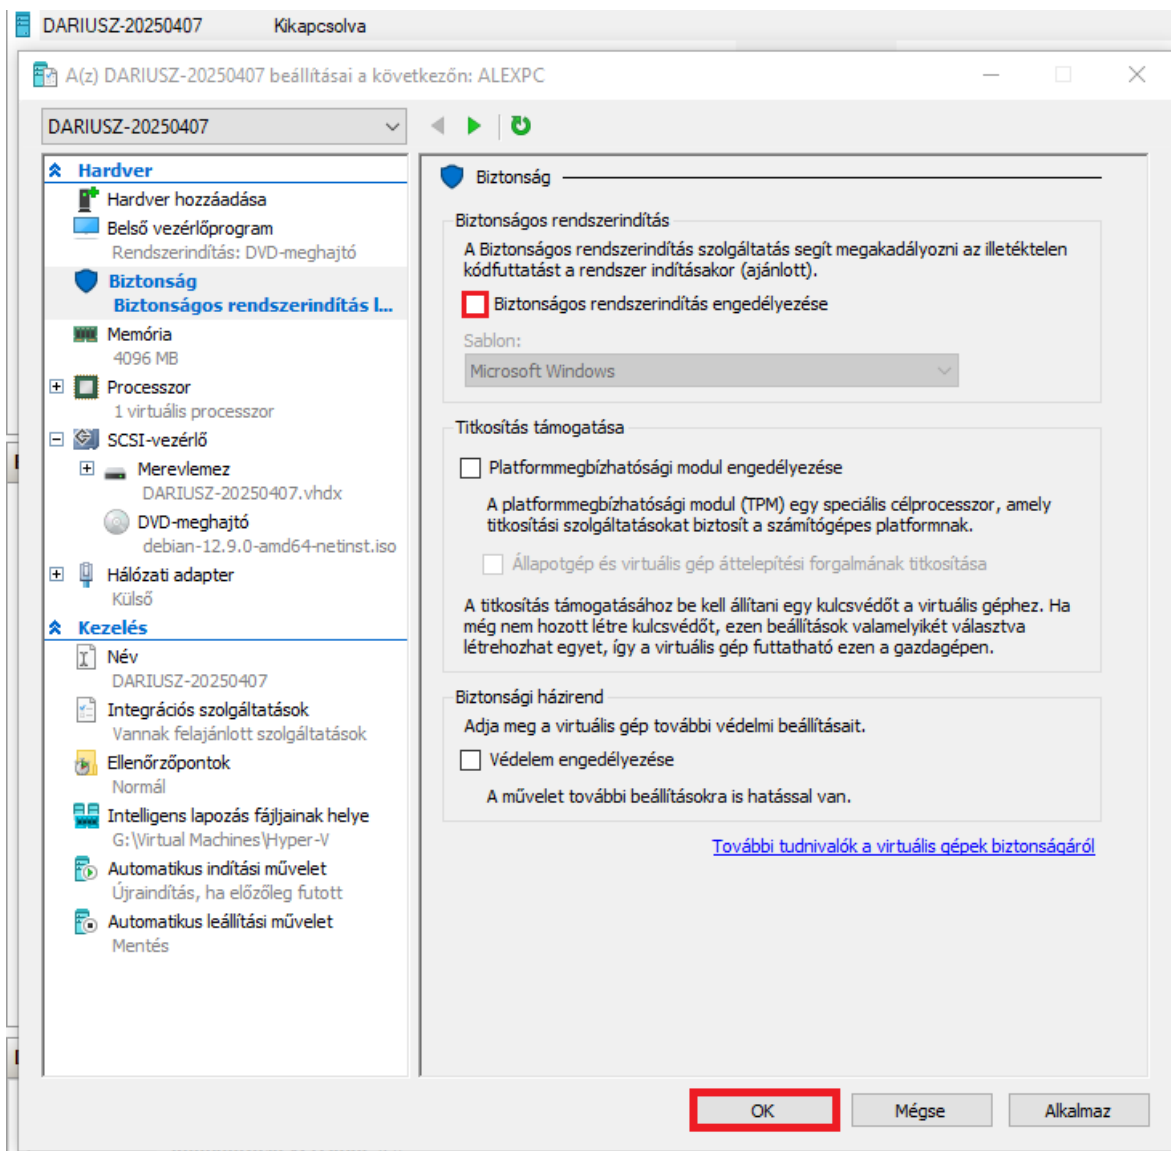 DARIUSZ-20250407 Kikapcsolva
A(z) DARIUSZ-20250407 beállításai a következőn: ALEXPC
DARIUSZ-20250407
Hardver
Hardver hozzáadása
Belső vezérlőprogram
Rendszerindítás: DVD-meghajtó
Biztonság
Biztonságos rendszerindítás l...
Memória
4096 MB
Processzor
1 virtuális processzor
SCSI-vezérlő
Merevlemez
DARIUSZ-20250407.vhdx
DVD-meghajtó
debian-12.9.0-amd64-netinst.iso
Hálózati adapter
Külső
Kezelés
Név
DARIUSZ-20250407
Integrációs szolgáltatások
Vannak felajánlott szolgáltatások
Ellenőrzőpontok
Normál
Intelligens lapozás fájljainak helye
G:\Virtual Machines\Hyper-V
Automatikus indítási művelet
Újraindítás, ha előzőleg futott
Automatikus leállítási művelet
Mentés
Biztonság
Biztonságos rendszerindítás
A Biztonságos rendszerindítás szolgáltatás segít megakadályozni az illetéktelen
kódfuttatást a rendszer indításakor (ajánlott).
Biztonságos rendszerindítás engedélyezése
Sablon:
Microsoft Windows
Titkosítás támogatása
Platformmegbízhatósági modul engedélyezése
A platformmegbízhatósági modul (TPM) egy speciális célprocesszor, amely
titkosítási szolgáltatásokat biztosít a számítógépes platformnak.
Állapotgép és virtuális gép áttelepítési forgalmának titkosítása
A titkosítás támogatásához be kell állítani egy kulcsvédőt a virtuális géphez. Ha
még nem hozott létre kulcsvédőt, ezen beállítások valamelyikét választva
létrehozhat egyet, így a virtuális gép futtatható ezen a gazdagépen.
Biztonsági házirend
Adja meg a virtuális gép további védelmi beállításait.
Védelem engedélyezése
A művelet további beállításokra is hatással van.
További tudnivalók a virtuális gépek biztonságáról
OK Mégse Alkalmaz